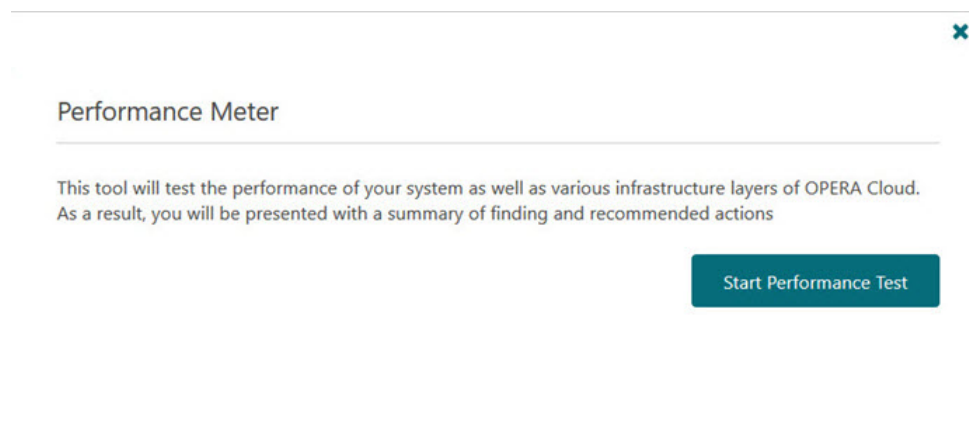 Performance Meter
This tool will test the performance of your system as well as various infrastructure layers of OPERA Cloud.
As a result, you will be presented with a summary of finding and recommended actions
Start Performance Test